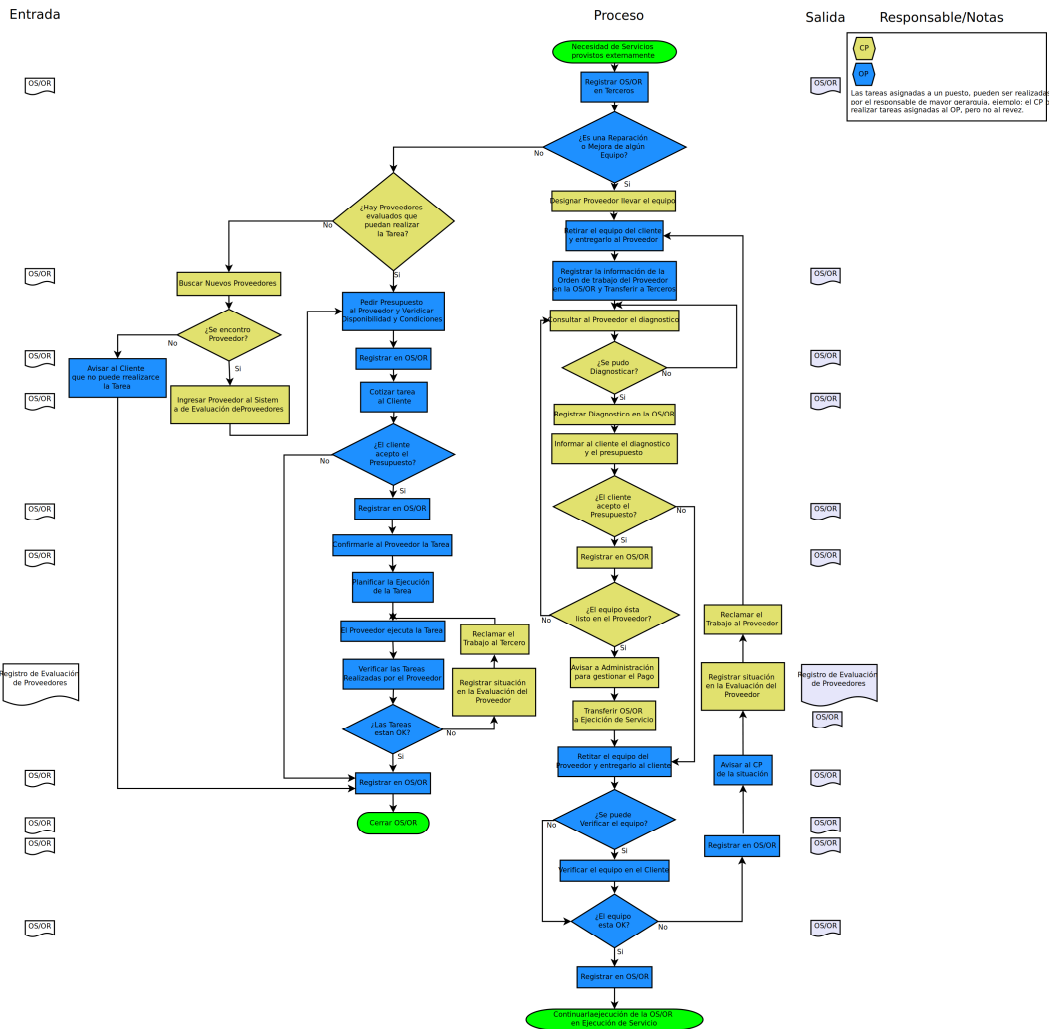 Entrada
Proceso
Salida
Responsable/Notas
Necesidad de Servicios
provistos externamente
CP
OP
Las tareas asignadas a un puesto, pueden ser realizadas
por el responsable de mayor gerarquia, ejemplo: el CP
realizar tareas asignadas al OP, pero no al revez.
OS/OR
Registrar OS/OR
en Terceros
OS/OR
¿Es una Reparación
o Mejora de algún
Equipo?
No
Si
¿Hay Proveedores
evaluados que
puedan realizar
la Tarea?
No
Si
Designar Proveedor llevar el equipo
Retirar el equipo del cliente
y entregarlo al Proveedor
OS/OR
Buscar Nuevos Proveedores
Registrar la información de la
Orden de trabajo del Proveedor
en la OS/OR y Transferir a Terceros
OS/OR
Pedir Presupuesto
al Proveedor y Veridicar
Disponibilidad y Condiciones
Consultar al Proveedor el diagnostico
¿Se encontro
Proveedor?
No
Si
OS/OR
Avisar al Cliente
que no puede realizarce
la Tarea
Registrar en OS/OR
¿Se pudo
Diagnosticar?
No
Si
OS/OR
OS/OR
Ingresar Proveedor al Sistem
a de Evaluación deProveedores
Cotizar tarea
al Cliente
Registrar Diagnostico en la OS/OR
OS/OR
¿El cliente
acepto el
Presupuesto?
No
Si
Informar al cliente el diagnostico
y el presupuesto
OS/OR
Registrar en OS/OR
¿El cliente
acepto el
Presupuesto?
No
Si
OS/OR
OS/OR
Confirmarle al Proveedor la Tarea
Registrar en OS/OR
OS/OR
Planificar la Ejecución
de la Tarea
¿El equipo ésta
listo en el Proveedor?
No
Si
Reclamar el
Trabajo al Proveedor
El Proveedor ejecuta la Tarea
Reclamar el
Trabajo al Tercero
Registro de Evaluación
de Proveedores
Verificar las Tareas
Realizadas por el Proveedor
Registrar situación
en la Evaluación del
Proveedor
Avisar a Administración
para gestionar el Pago
Registrar situación
en la Evaluación del
Proveedor
Registro de Evaluación
de Proveedores
¿Las Tareas
estan OK?
No
Si
Transferir OS/OR
a Ejecición de Servicio
OS/OR
OS/OR
Registrar en OS/OR
Retitar el equipo del
Proveedor y entregarlo al cliente
Avisar al CP
de la situación
OS/OR
OS/OR
Cerrar OS/OR
¿Se puede
Verificar el equipo?
No
Si
OS/OR
OS/OR
Registrar en OS/OR
OS/OR
Verificar el equipo en el Cliente
OS/OR
¿El equipo
esta OK?
No
Si
OS/OR
Registrar en OS/OR
Continuarlaejecución de la OS/OR
en Ejecución de Servicio